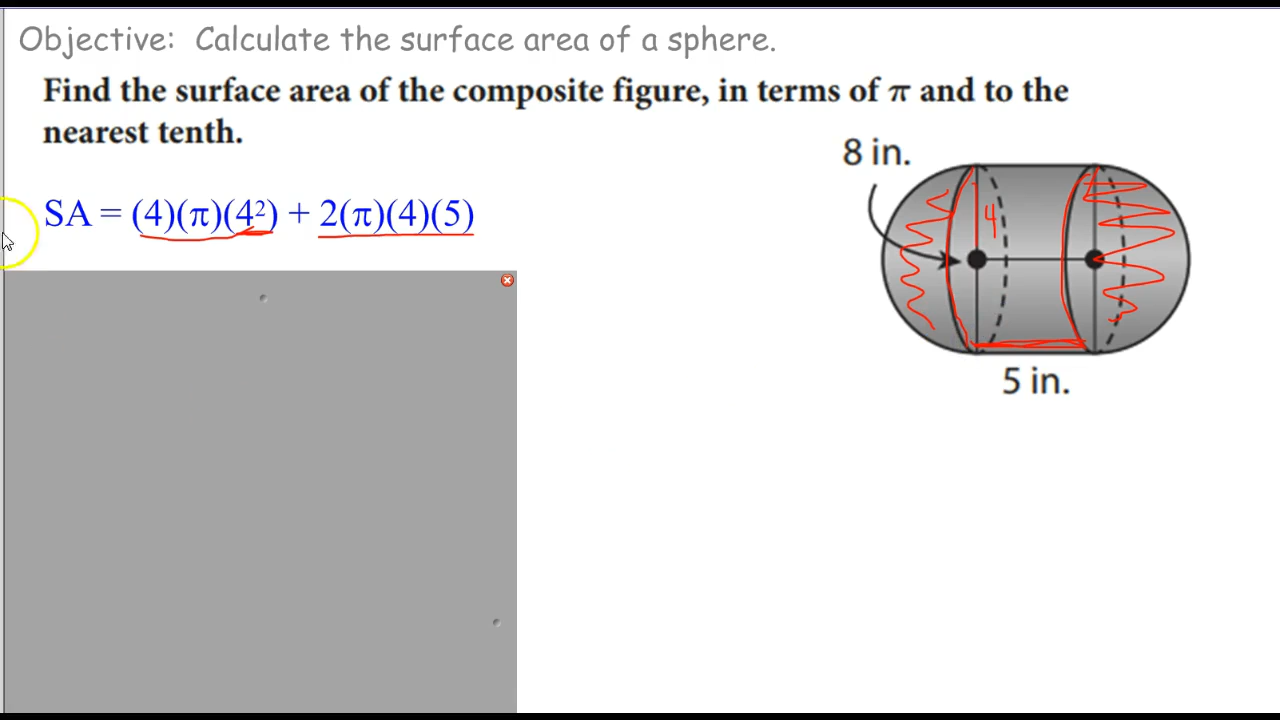 Objective: Calculate the surface area of a sphere.
Find the surface area of the composite figure, in terms of π and to the
nearest tenth.
8 in.
SA = (4)(π)(4²) + 2(π)(4)(5)
4
5 in.